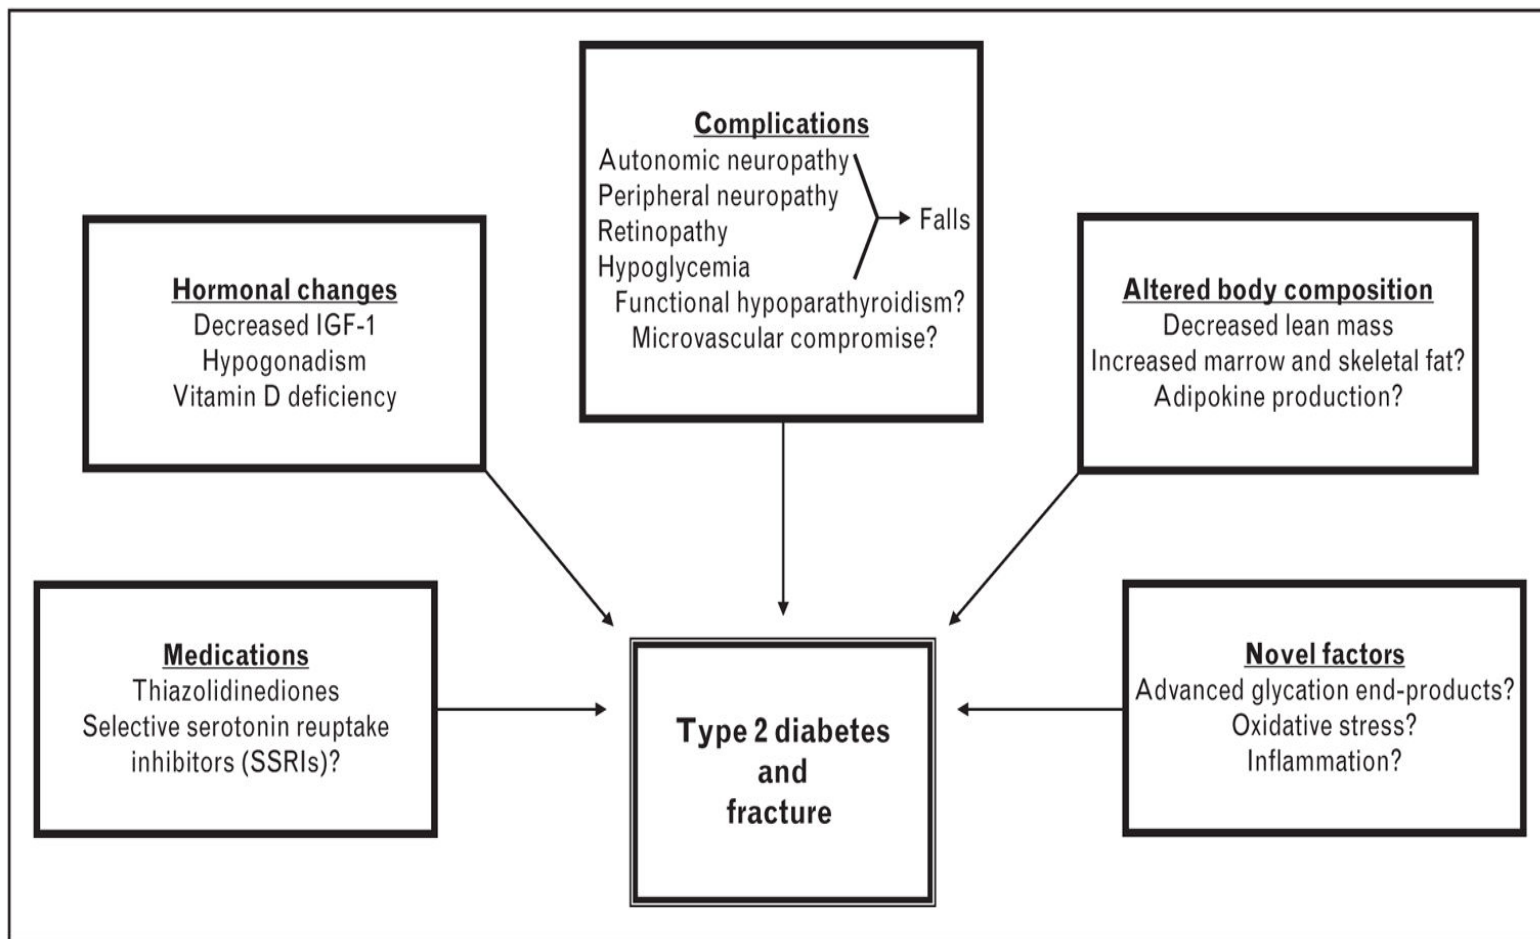 Complications
Autonomic neuropathy
Peripheral neuropathy
Retinopathy
Hypoglycemia
Falls
Functional hypoparathyroidism?
Microvascular compromise?
Hormonal changes
Decreased IGF-1
Hypogonadism
Vitamin D deficiency
Altered body composition
Decreased lean mass
Increased marrow and skeletal fat?
Adipokine production?
Medications
Thiazolidinediones
Selective serotonin reuptake
inhibitors (SSRIs)?
Type 2 diabetes
and
fracture
Novel factors
Advanced glycation end-products?
Oxidative stress?
Inflammation?